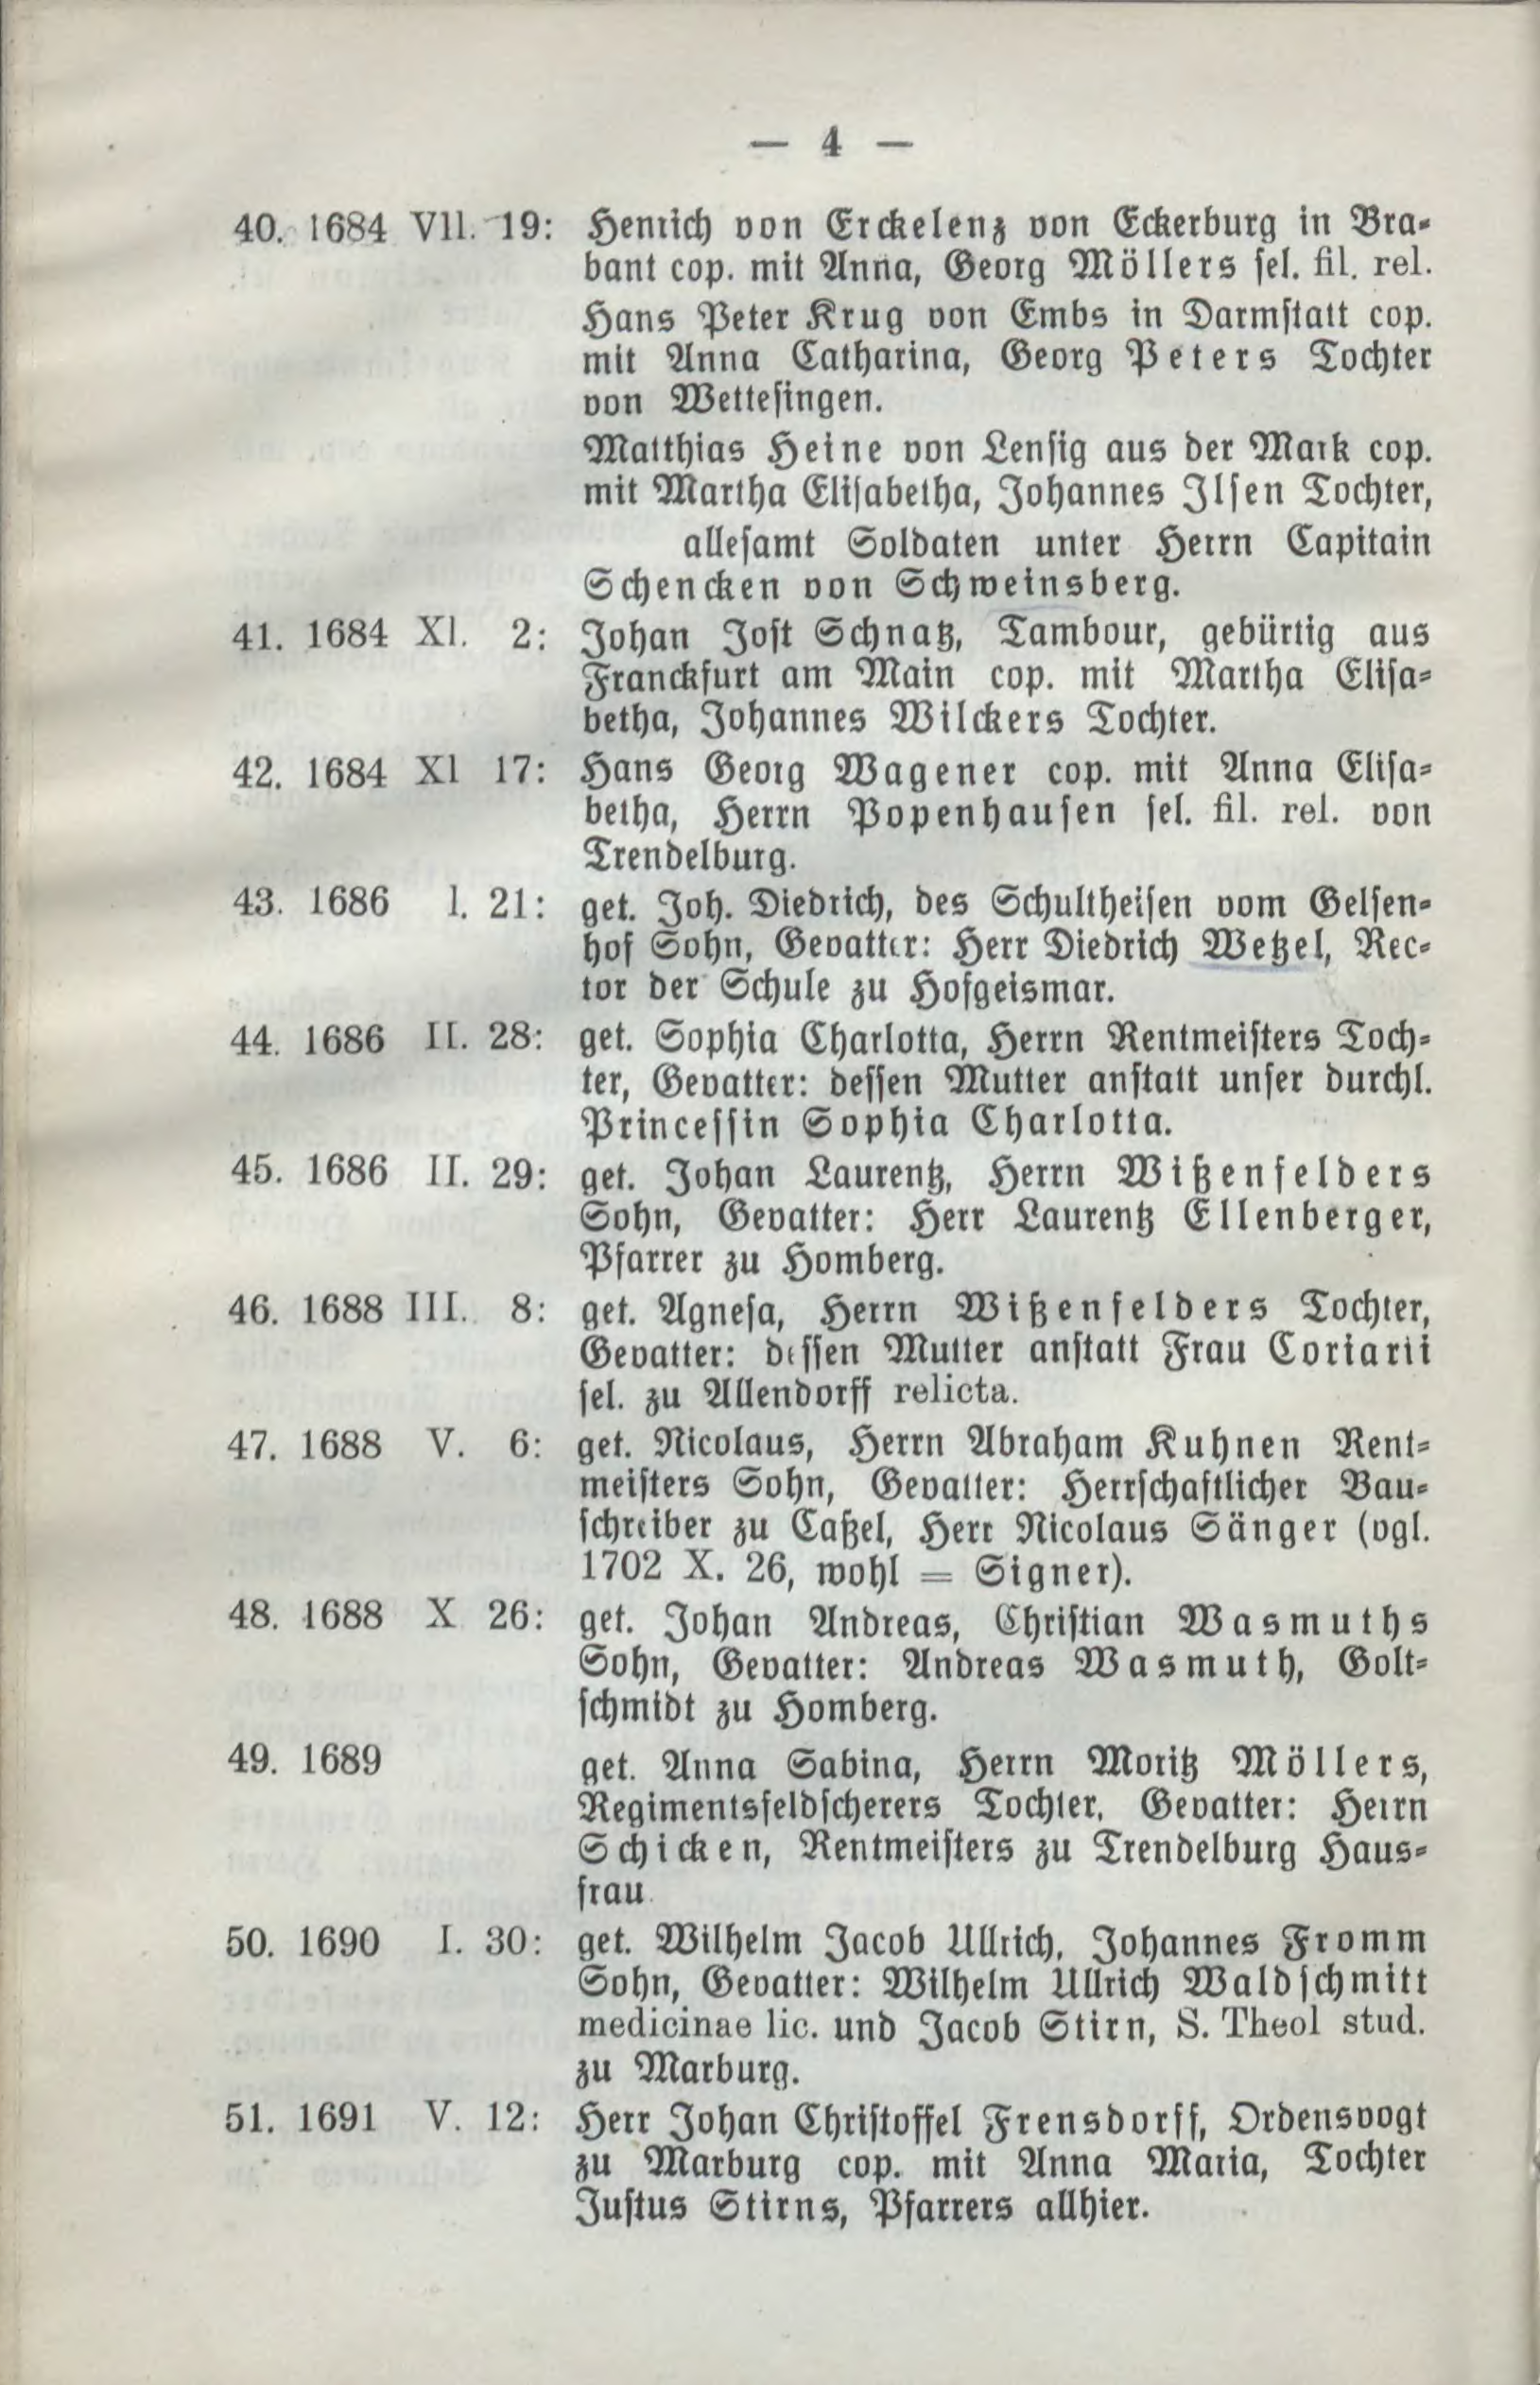 — 4 —
40. 1684 VII. 19: Henrich von Erckelenz von Eckerburg in Bra-
bant cop. mit Anna, Georg Möllers sel. fil. rel.
Hans Peter Krug von Embs in Darmstatt cop.
mit Anna Catharina, Georg Peters Tochter
von Wettesingen.
Matthias Heine von Lensig aus der Mark cop.
mit Martha Elisabetha, Johannes Ilsen Tochter,
allesamt Soldaten unter Herrn Capitain
Schencken von Schweinsberg.
41. 1684 XI. 2: Johan Jost Schnatz, Tambour, gebürtig aus
Franckfurt am Main cop. mit Martha Elisa-
betha, Johannes Wilckers Tochter.
42. 1684 XI 17: Hans Georg Wagener cop. mit Anna Elisa-
betha, Herrn Popenhausen sel. fil. rel. von
Trendelburg.
43. 1686 I. 21: get. Joh. Diedrich, des Schultheisen vom Gelsen-
hof Sohn, Gevatter: Herr Diedrich Wetzel, Rec-
tor der Schule zu Hofgeismar.
44. 1686 II. 28: get. Sophia Charlotta, Herrn Rentmeisters Toch-
ter, Gevatter: dessen Mutter anstatt unser durchl.
Princessin Sophia Charlotta.
45. 1686 II. 29: get. Johan Laurentz, Herrn Wißenfelders
Sohn, Gevatter: Herr Laurentz Ellenberger,
Pfarrer zu Homberg.
46. 1688 III. 8: get. Agnesa, Herrn Wißenfelders Tochter,
Gevatter: dessen Mutter anstatt Frau Coriarii
sel. zu Allendorff relicta.
47. 1688 V. 6: get. Nicolaus, Herrn Abraham Kuhnen Rent-
meisters Sohn, Gevatter: Herrschaftlicher Bau-
schreiber zu Caßel, Herr Nicolaus Sänger (vgl.
1702 X. 26, wohl = Signer).
48. 1688 X 26: get. Johan Andreas, Christian Wasmuths
Sohn, Gevatter: Andreas Wasmuth, Golt-
schmidt zu Homberg.
49. 1689 get. Anna Sabina, Herrn Moritz Möllers,
Regimentsfeldscherers Tochter, Gevatter: Herrn
Schicken, Rentmeisters zu Trendelburg Haus-
frau.
50. 1690 I. 30: get. Wilhelm Jacob Ullrich, Johannes Fromm
Sohn, Gevatter: Wilhelm Ullrich Waldschmitt
medicinae lic. und Jacob Stirn, S. Theol stud.
zu Marburg.
51. 1691 V. 12: Herr Johan Christoffel Frensdorff, Ordensvogt
zu Marburg cop. mit Anna Maria, Tochter
Justus Stirns, Pfarrers allhier.